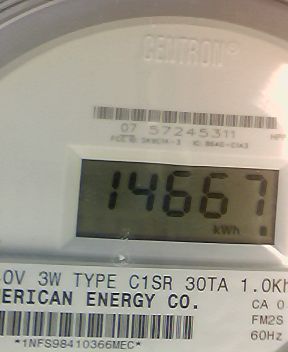 CENTRON®
07 57245311
14667
kWh
0V 3W TYPE C1SR 30TA 1.0Kh
ERICAN ENERGY CO.
CA 0
FM2S
60Hz
*1NFS98410366MEC*